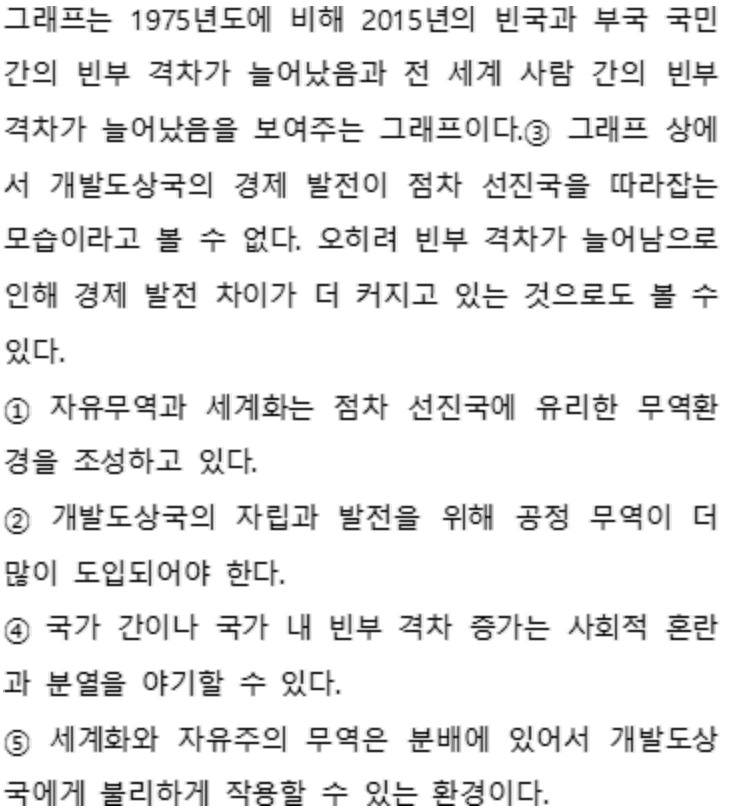 그래프는 1975년도에 비해 2015년의 빈국과 부국 국민
간의 빈부 격차가 늘어났음과 전 세계 사람 간의 빈부
격차가 늘어났음을 보여주는 그래프이다.③ 그래프 상에
서 개발도상국의 경제 발전이 점차 선진국을 따라잡는
모습이라고 볼 수 없다. 오히려 빈부 격차가 늘어남으로
인해 경제 발전 차이가 더 커지고 있는 것으로도 볼 수
있다.
① 자유무역과 세계화는 점차 선진국에 유리한 무역환
경을 조성하고 있다.
② 개발도상국의 자립과 발전을 위해 공정 무역이 더
많이 도입되어야 한다.
④ 국가 간이나 국가 내 빈부 격차 증가는 사회적 혼란
과 분열을 야기할 수 있다.
⑤ 세계화와 자유주의 무역은 분배에 있어서 개발도상
국에게 불리하게 작용할 수 있는 환경이다.